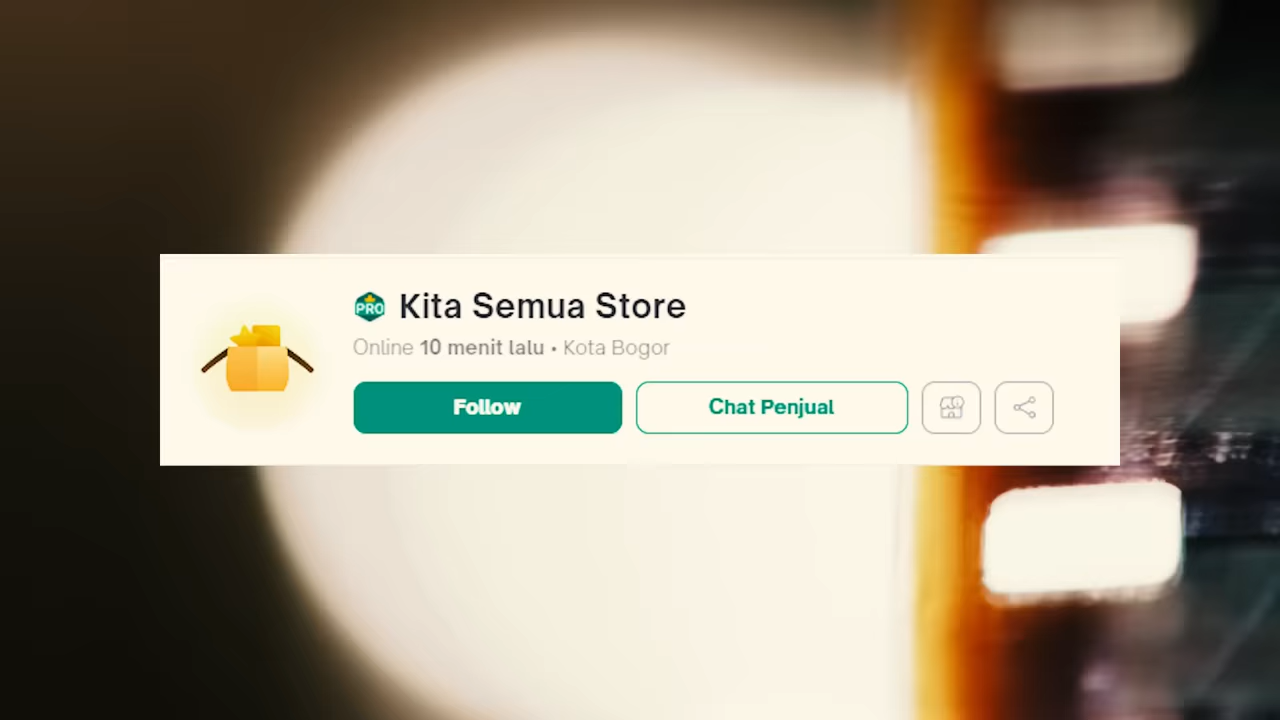 PRO Kita Semua Store
Online 10 menit lalu • Kota Bogor
Follow Chat Penjual